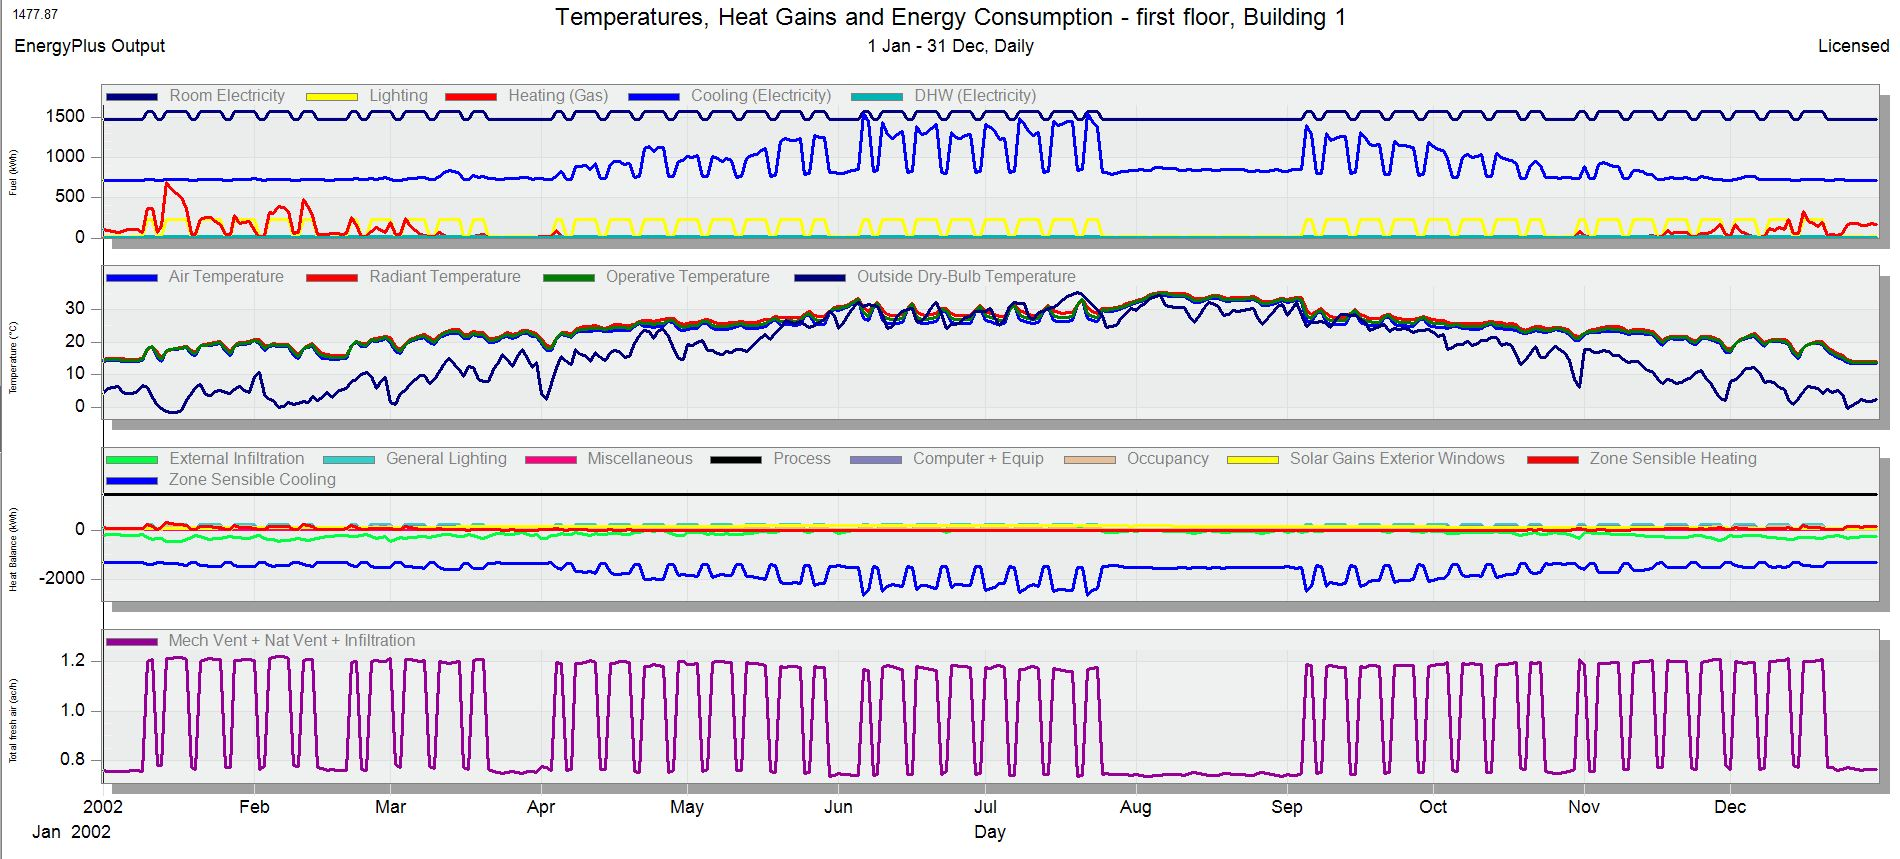 1477.87
Temperatures, Heat Gains and Energy Consumption - first floor, Building 1
EnergyPlus Output
1 Jan - 31 Dec, Daily
Licensed
Room Electricity Lighting Heating (Gas) Cooling (Electricity) DHW (Electricity)
1500
1000
500
0
Fuel (kWh)
Air Temperature Radiant Temperature Operative Temperature Outside Dry-Bulb Temperature
30
20
10
0
Temperature (°C)
External Infiltration General Lighting Miscellaneous Process Computer + Equip Occupancy Solar Gains Exterior Windows Zone Sensible Heating
Zone Sensible Cooling
0
-2000
Heat Balance (kWh)
Mech Vent + Nat Vent + Infiltration
1.2
1.0
0.8
Total fresh air (ac/h)
2002 Feb Mar Apr May Jun Jul Aug Sep Oct Nov Dec
Jan 2002
Day